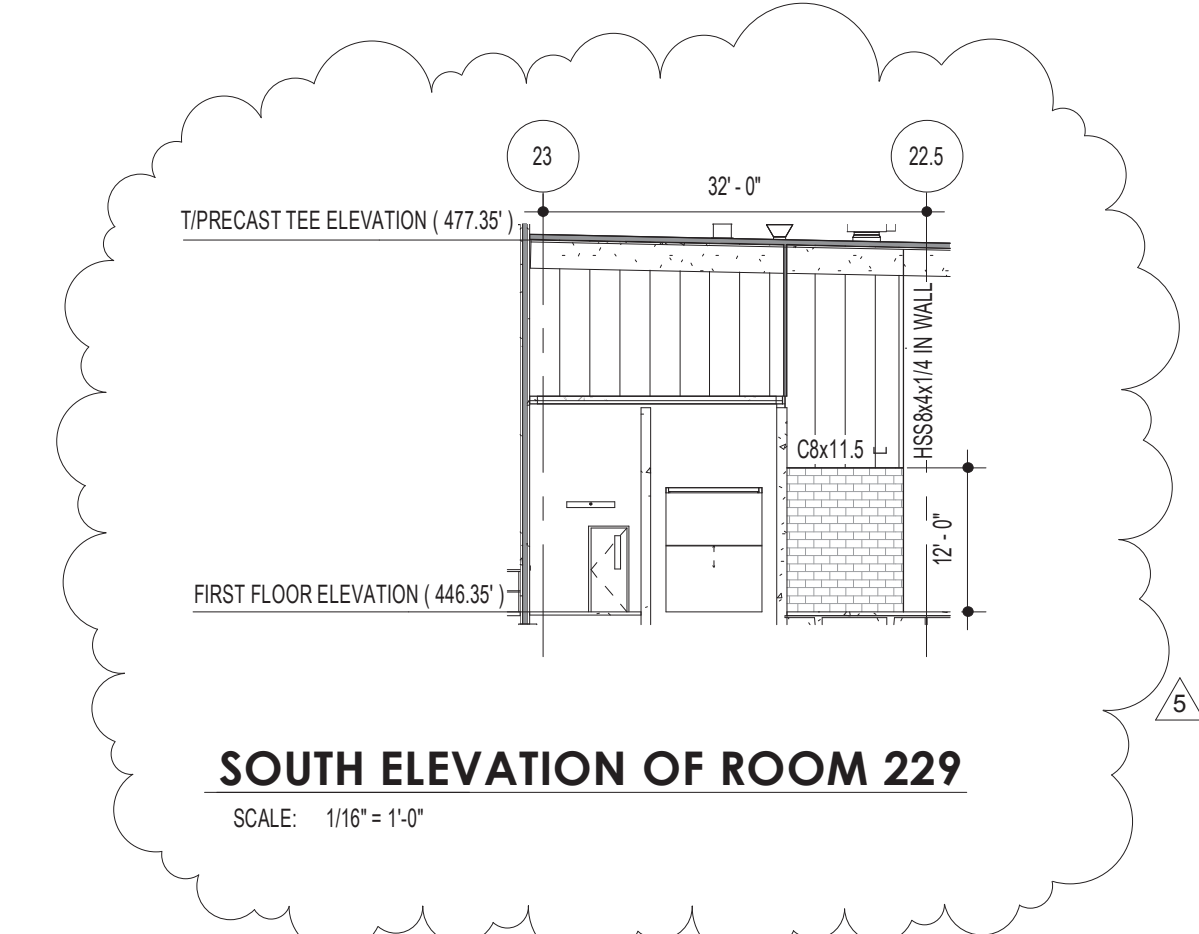 23
22.5
32' - 0"
T/PRECAST TEE ELEVATION ( 477.35' )
HSS8x4x1/4 IN WALL
C8x11.5
12' - 0"
FIRST FLOOR ELEVATION ( 446.35' )
5
SOUTH ELEVATION OF ROOM 229
SCALE: 1/16" = 1'-0"